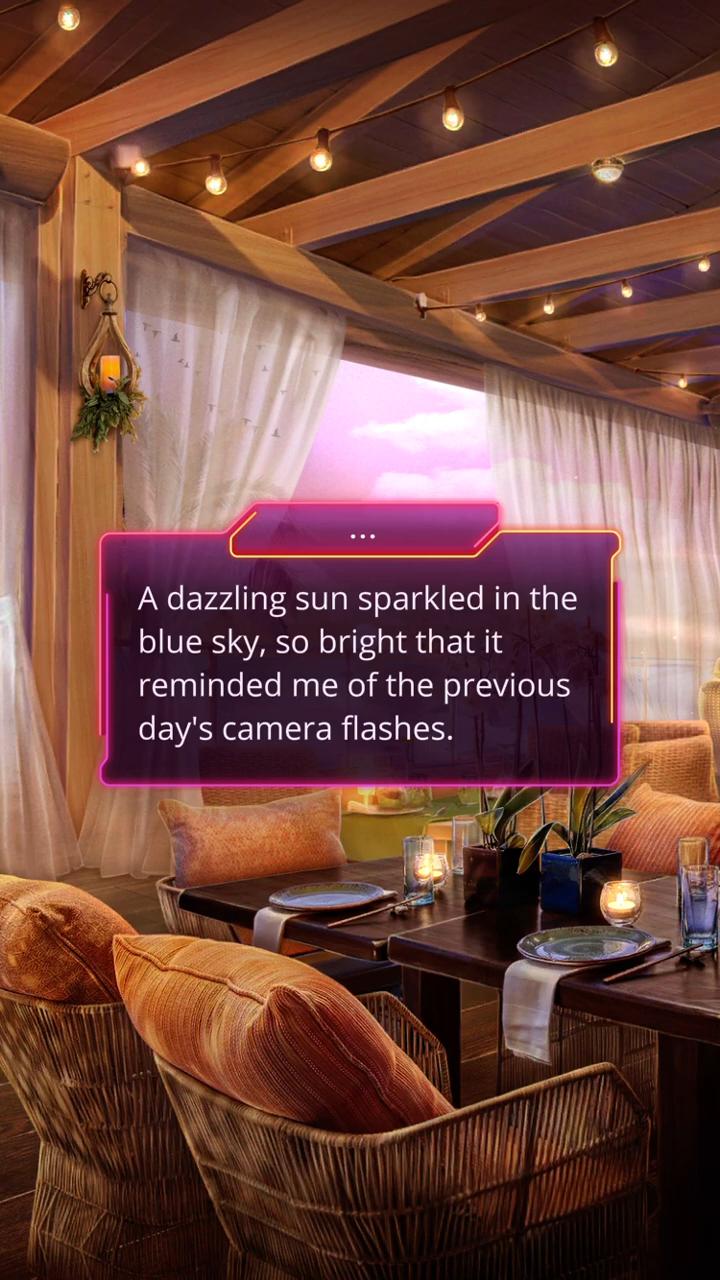 ...
A dazzling sun sparkled in the
blue sky, so bright that it
reminded me of the previous
day's camera flashes.